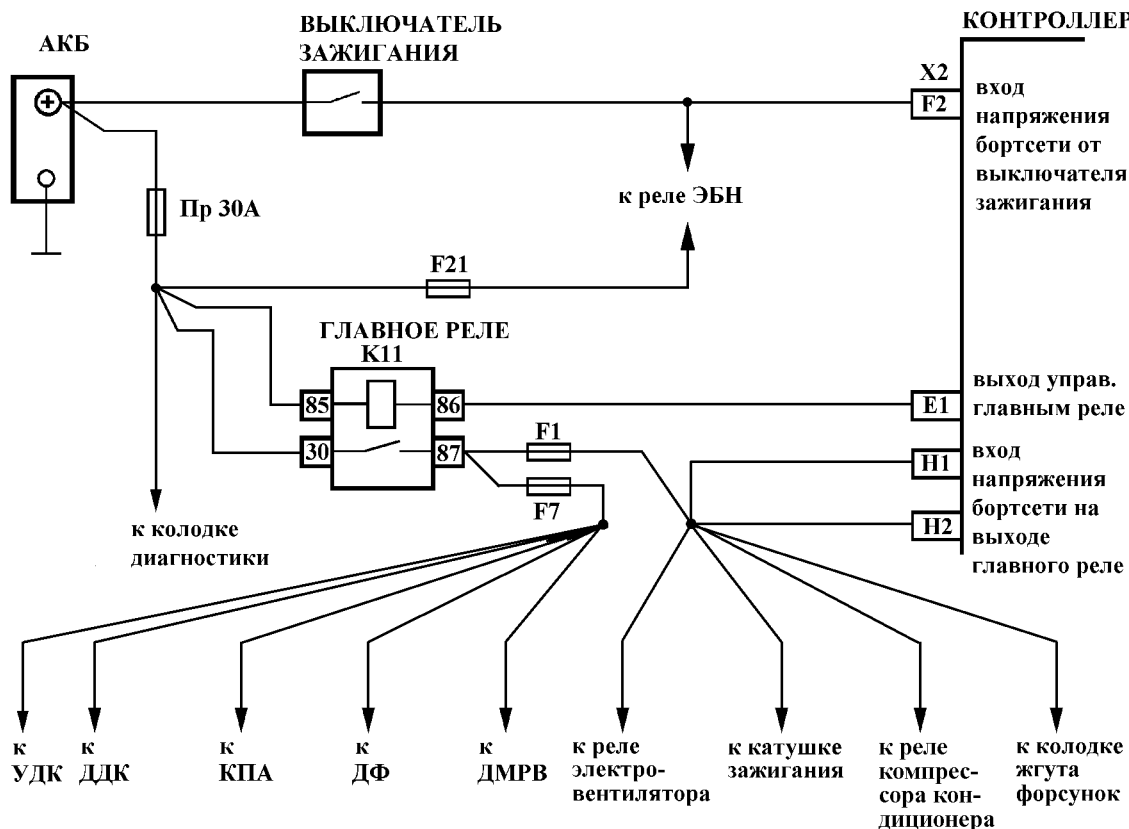 АКБ
ВЫКЛЮЧАТЕЛЬ
ЗАЖИГАНИЯ
КОНТРОЛЛЕР
X2
F2
вход
напряжения
бортсети от
выключателя
зажигания
Пр 30А
к реле ЭБН
F21
ГЛАВНОЕ РЕЛЕ
K11
85
86
30
87
F1
F7
E1
выход управ.
главным реле
H1
H2
вход
напряжения
бортсети на
выходе
главного реле
к колодке
диагностики
к
УДК
к
ДДК
к
КПА
к
ДФ
к
ДМРВ
к реле
электро-
вентилятора
к катушке
зажигания
к реле
компрес-
сора кон-
диционера
к колодке
жгута
форсунок